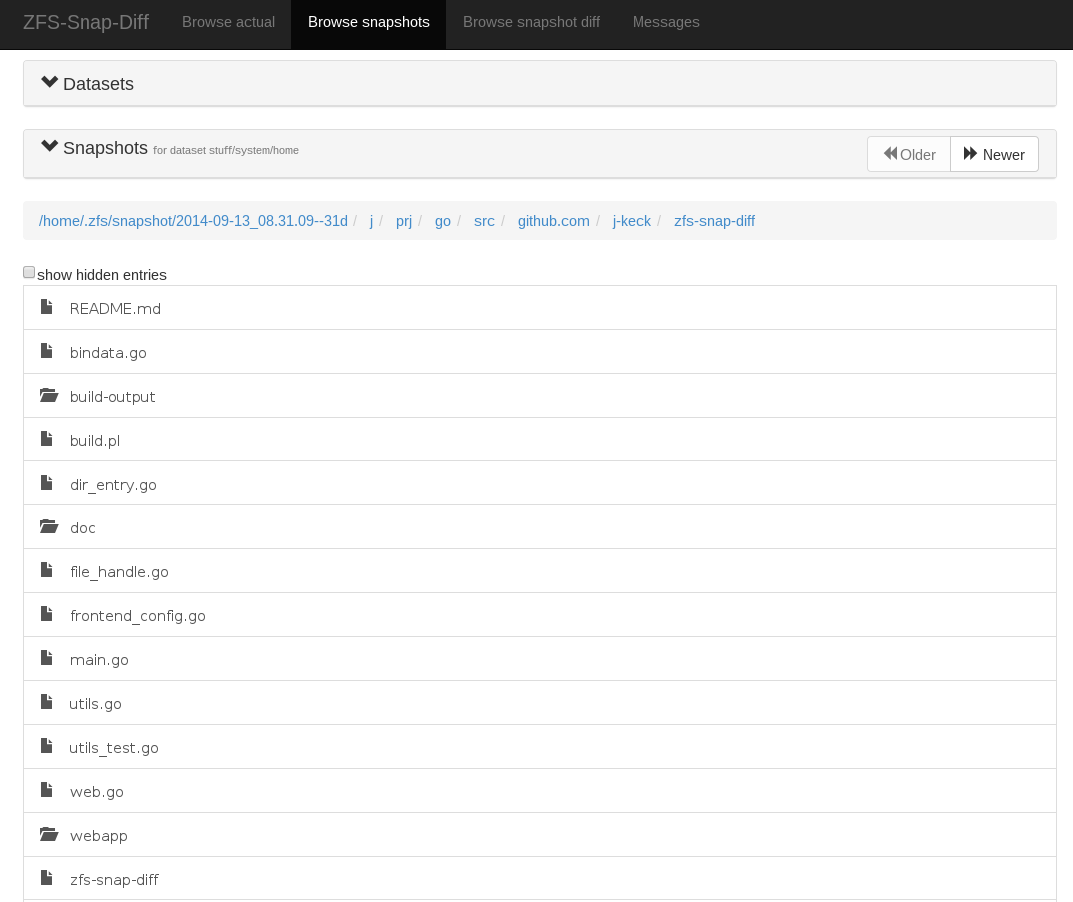 ZFS-Snap-Diff Browse actual Browse snapshots Browse snapshot diff Messages
Datasets
Snapshots for dataset stuff/system/home Older Newer
/home/.zfs/snapshot/2014-09-13_08.31.09--31d / j / prj / go / src / github.com / j-keck / zfs-snap-diff
show hidden entries
README.md
bindata.go
build-output
build.pl
dir_entry.go
doc
file_handle.go
frontend_config.go
main.go
utils.go
utils_test.go
web.go
webapp
zfs-snap-diff